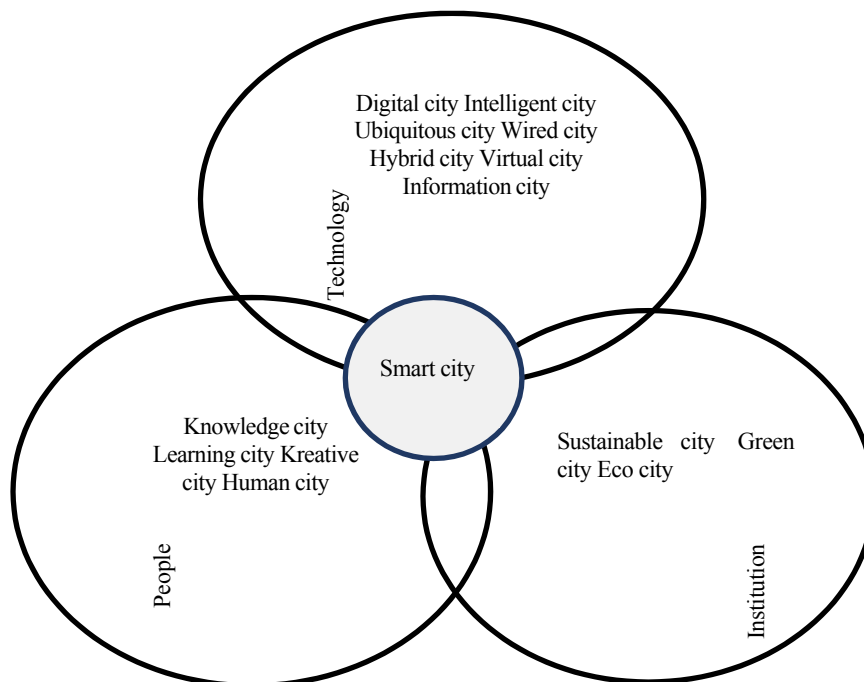 Digital city Intelligent city
Ubiquitous city Wired city
Hybrid city Virtual city
Information city
Technology
Smart city
Knowledge city
Learning city Kreative
city Human city
People
Sustainable city Green
city Eco city
Institution